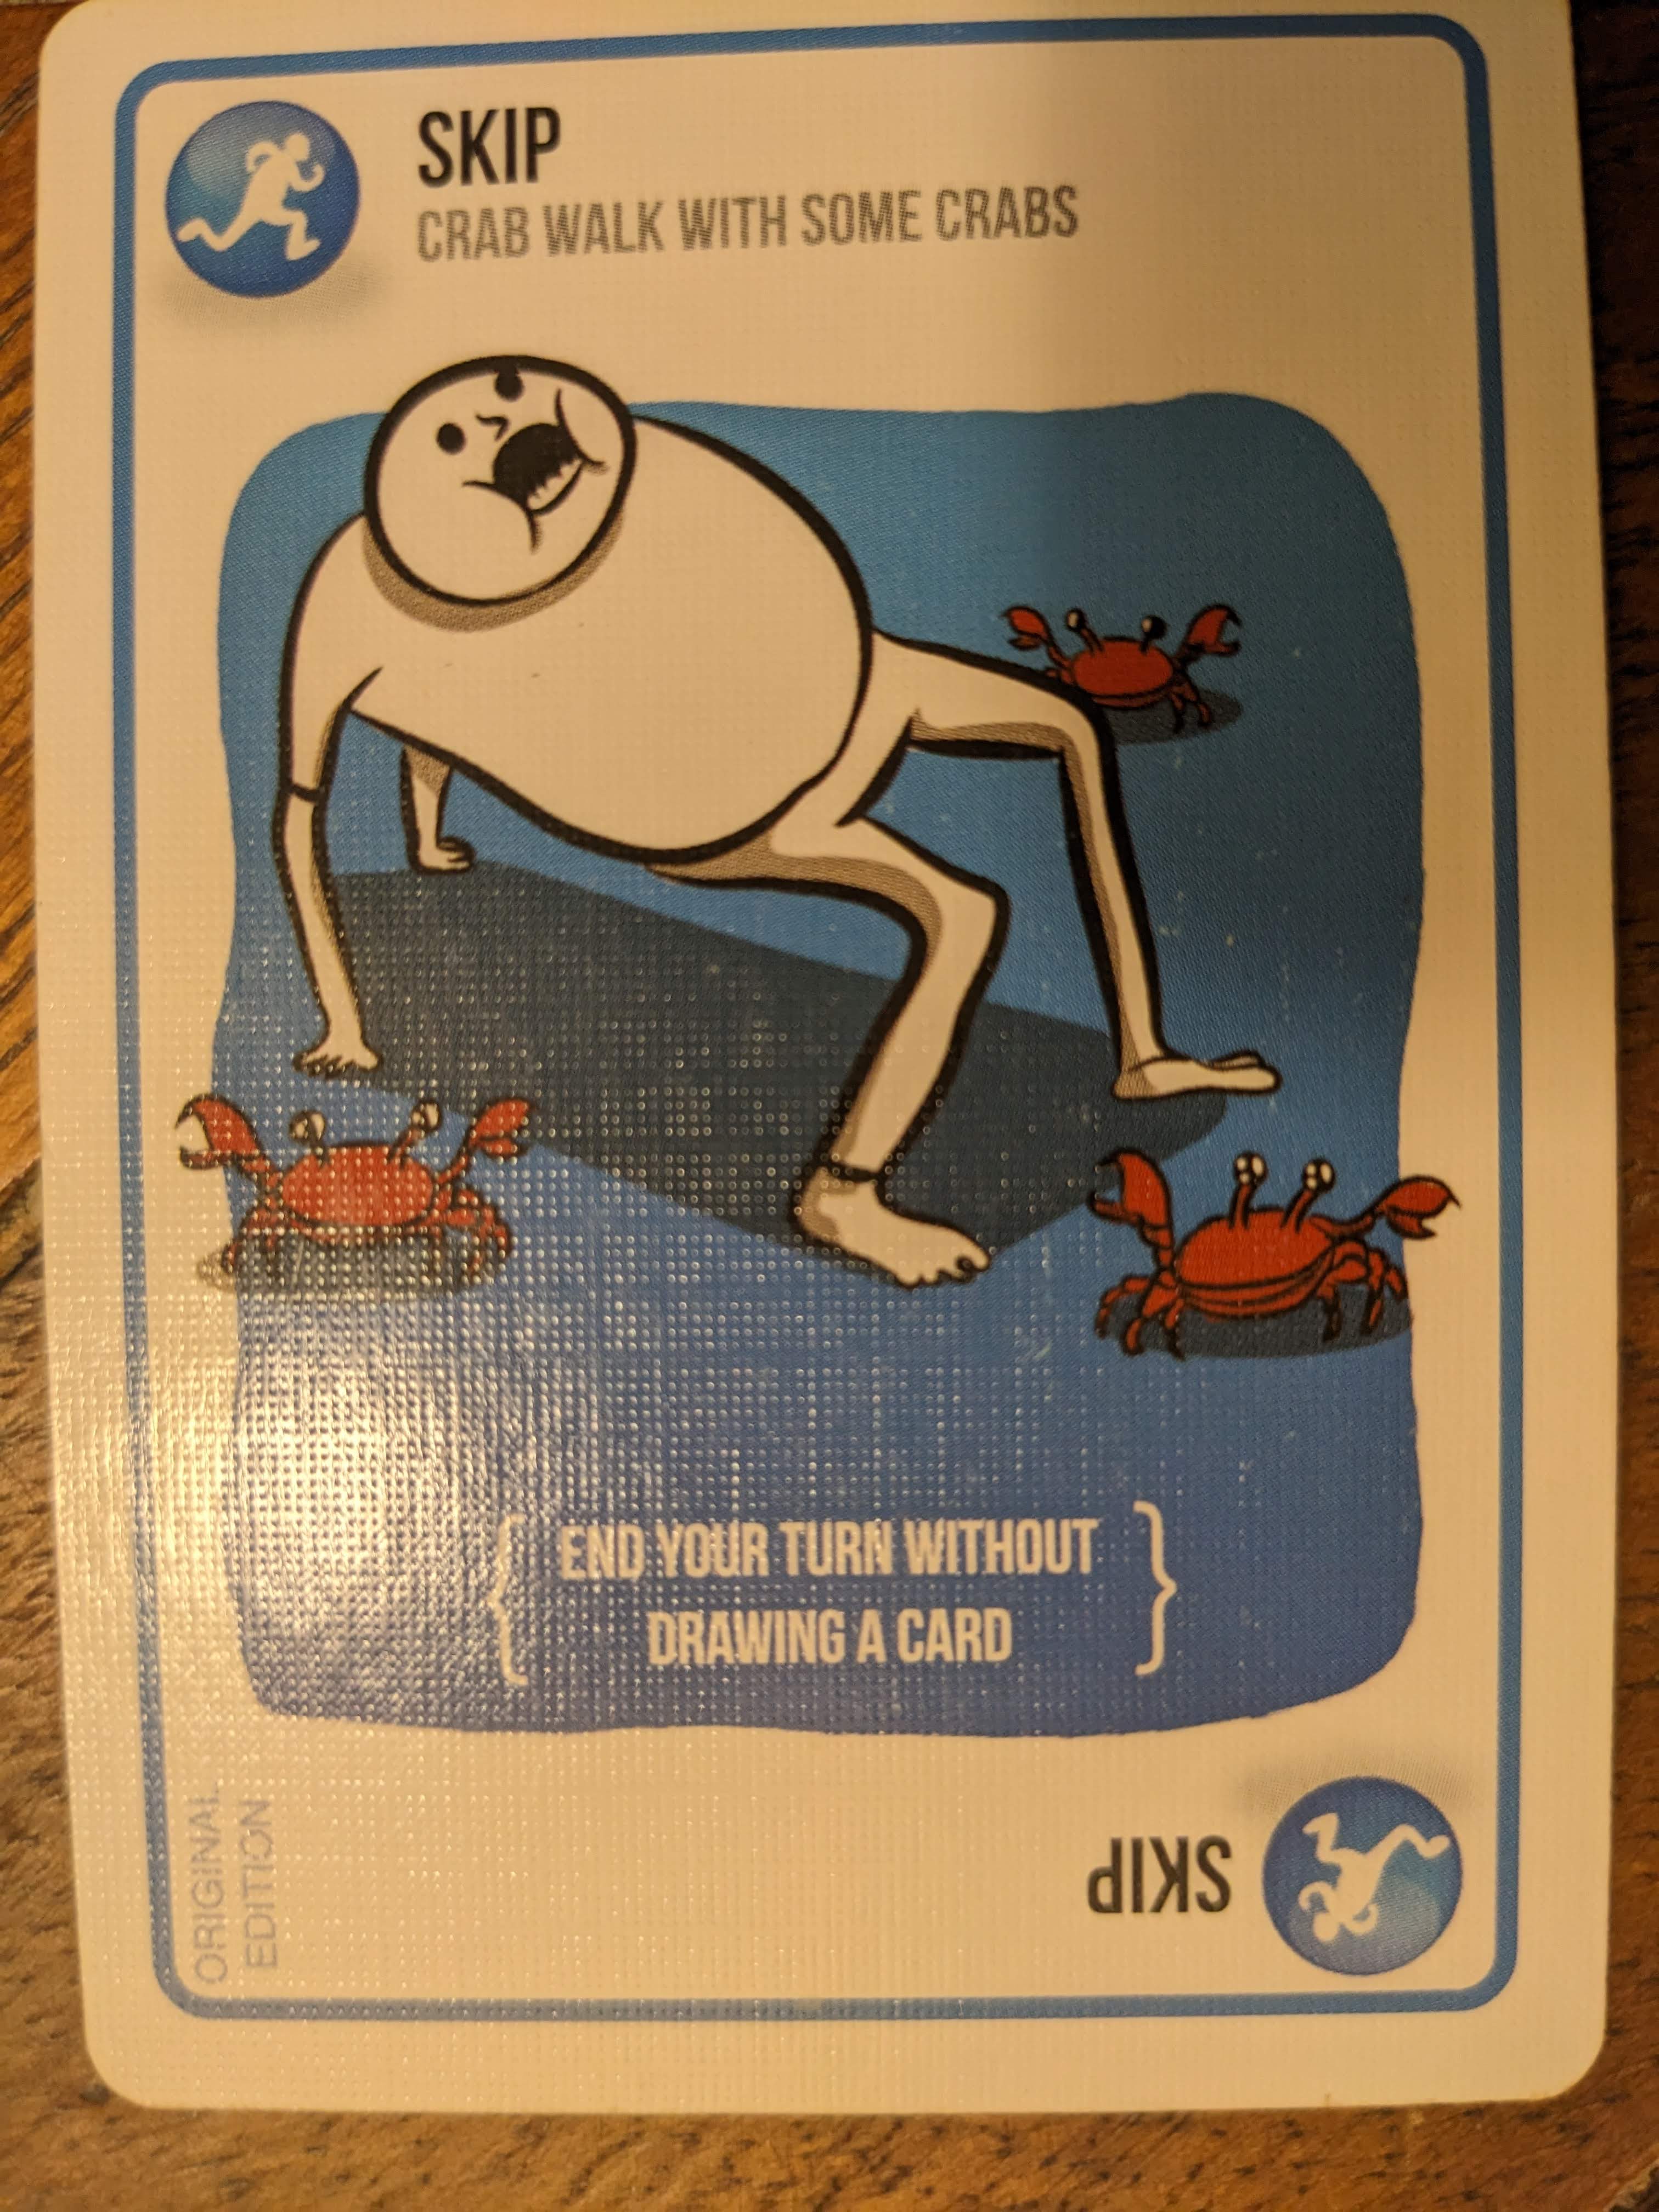 SKIP
CRAB WALK WITH SOME CRABS
END YOUR TURN WITHOUT
DRAWING A CARD
ORIGINAL
EDITION
SKIP